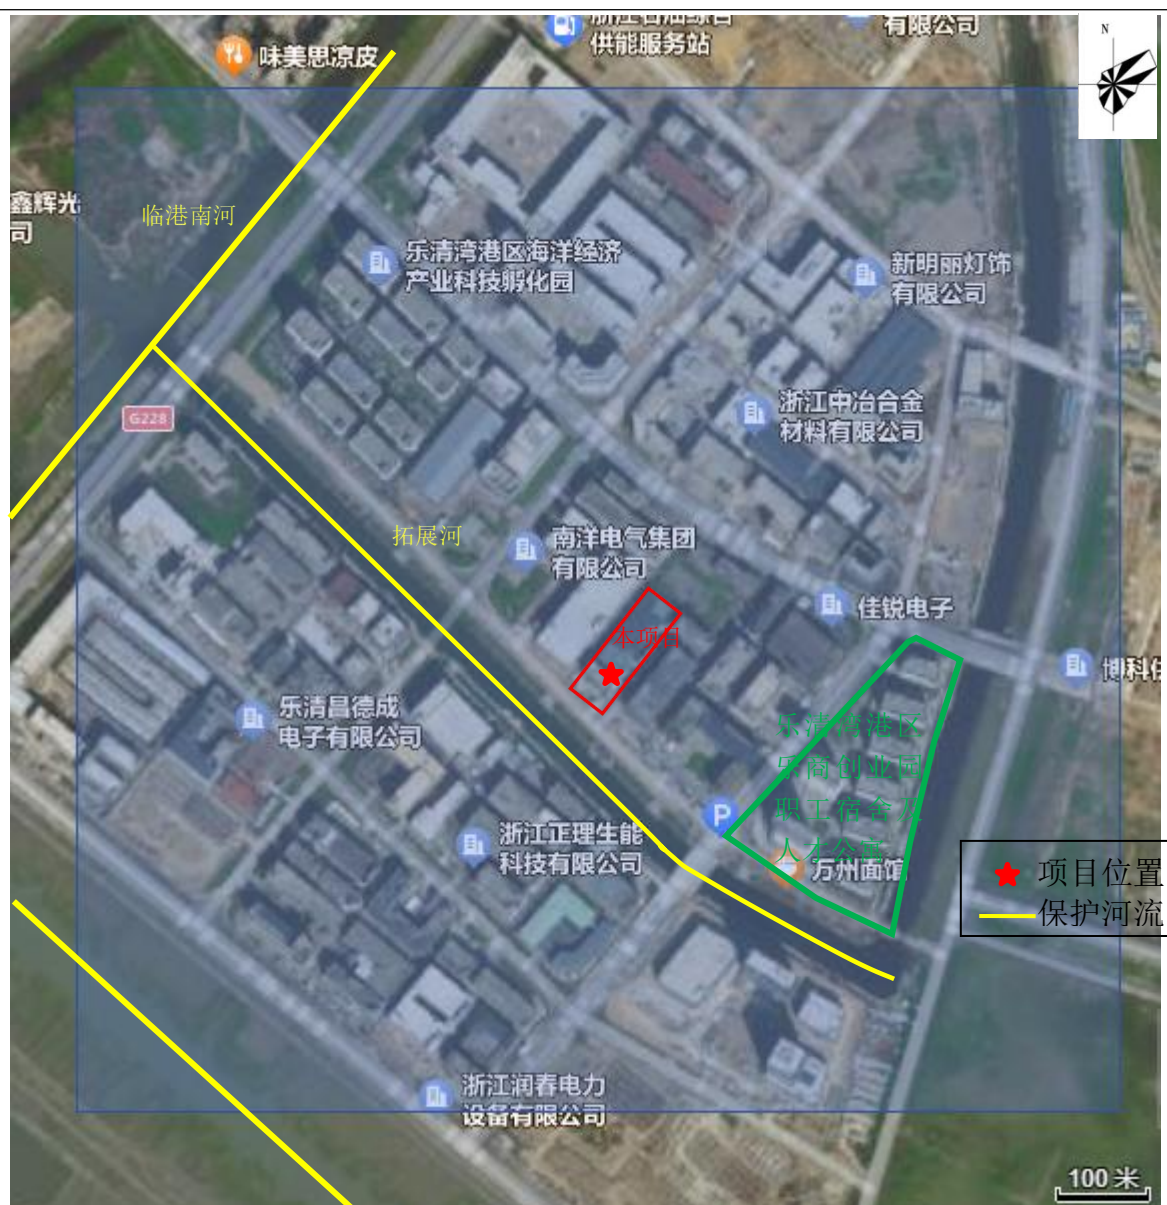 供能服务站
有限公司
N
味美思凉皮
鑫辉光
司
临港南河
乐清湾港区海洋经济
产业科技孵化园
新明丽灯饰
有限公司
G228
浙江中冶合金
材料有限公司
拓展河
南洋电气集团
有限公司
佳锐电子
本项目
博科
乐清昌德成
电子有限公司
乐清湾港区
乐商创业园
职工宿舍及
人才公寓
P
浙江正理生能
科技有限公司
万州面馆
项目位置
保护河流
浙江润春电力
设备有限公司
100 米